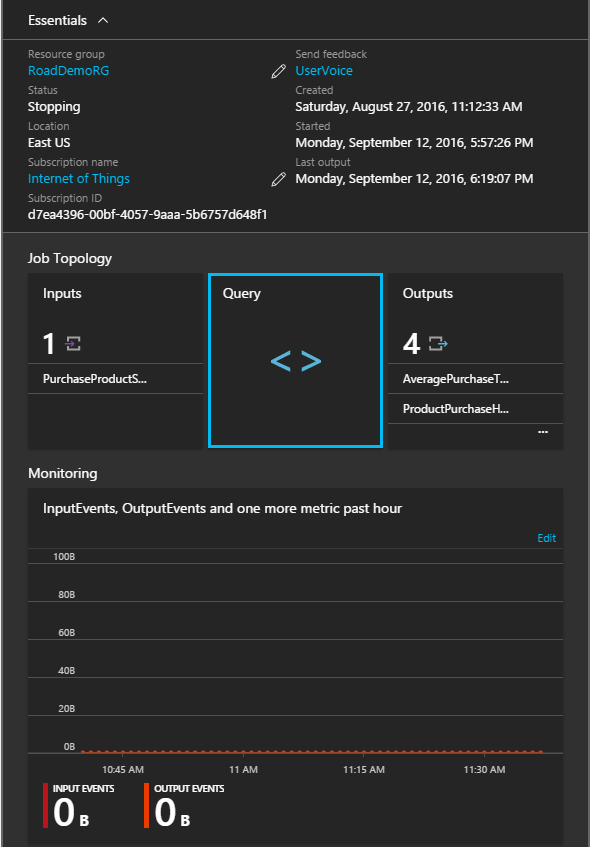 Essentials
Resource group
RoadDemoRG
Status
Stopping
Location
East US
Subscription name
Internet of Things
Subscription ID
d7ea4396-00bf-4057-9aaa-5b6757d648f1
Send feedback
UserVoice
Created
Saturday, August 27, 2016, 11:12:33 AM
Started
Monday, September 12, 2016, 5:57:26 PM
Last output
Monday, September 12, 2016, 6:19:07 PM
Job Topology
Inputs
1
PurchaseProductS...
Query
< >
Outputs
4
AveragePurchaseT...
ProductPurchaseH...
...
Monitoring
InputEvents, OutputEvents and one more metric past hour
Edit
100B
80B
60B
40B
20B
0B
10:45 AM 11 AM 11:15 AM 11:30 AM
INPUT EVENTS
0 B
OUTPUT EVENTS
0 B